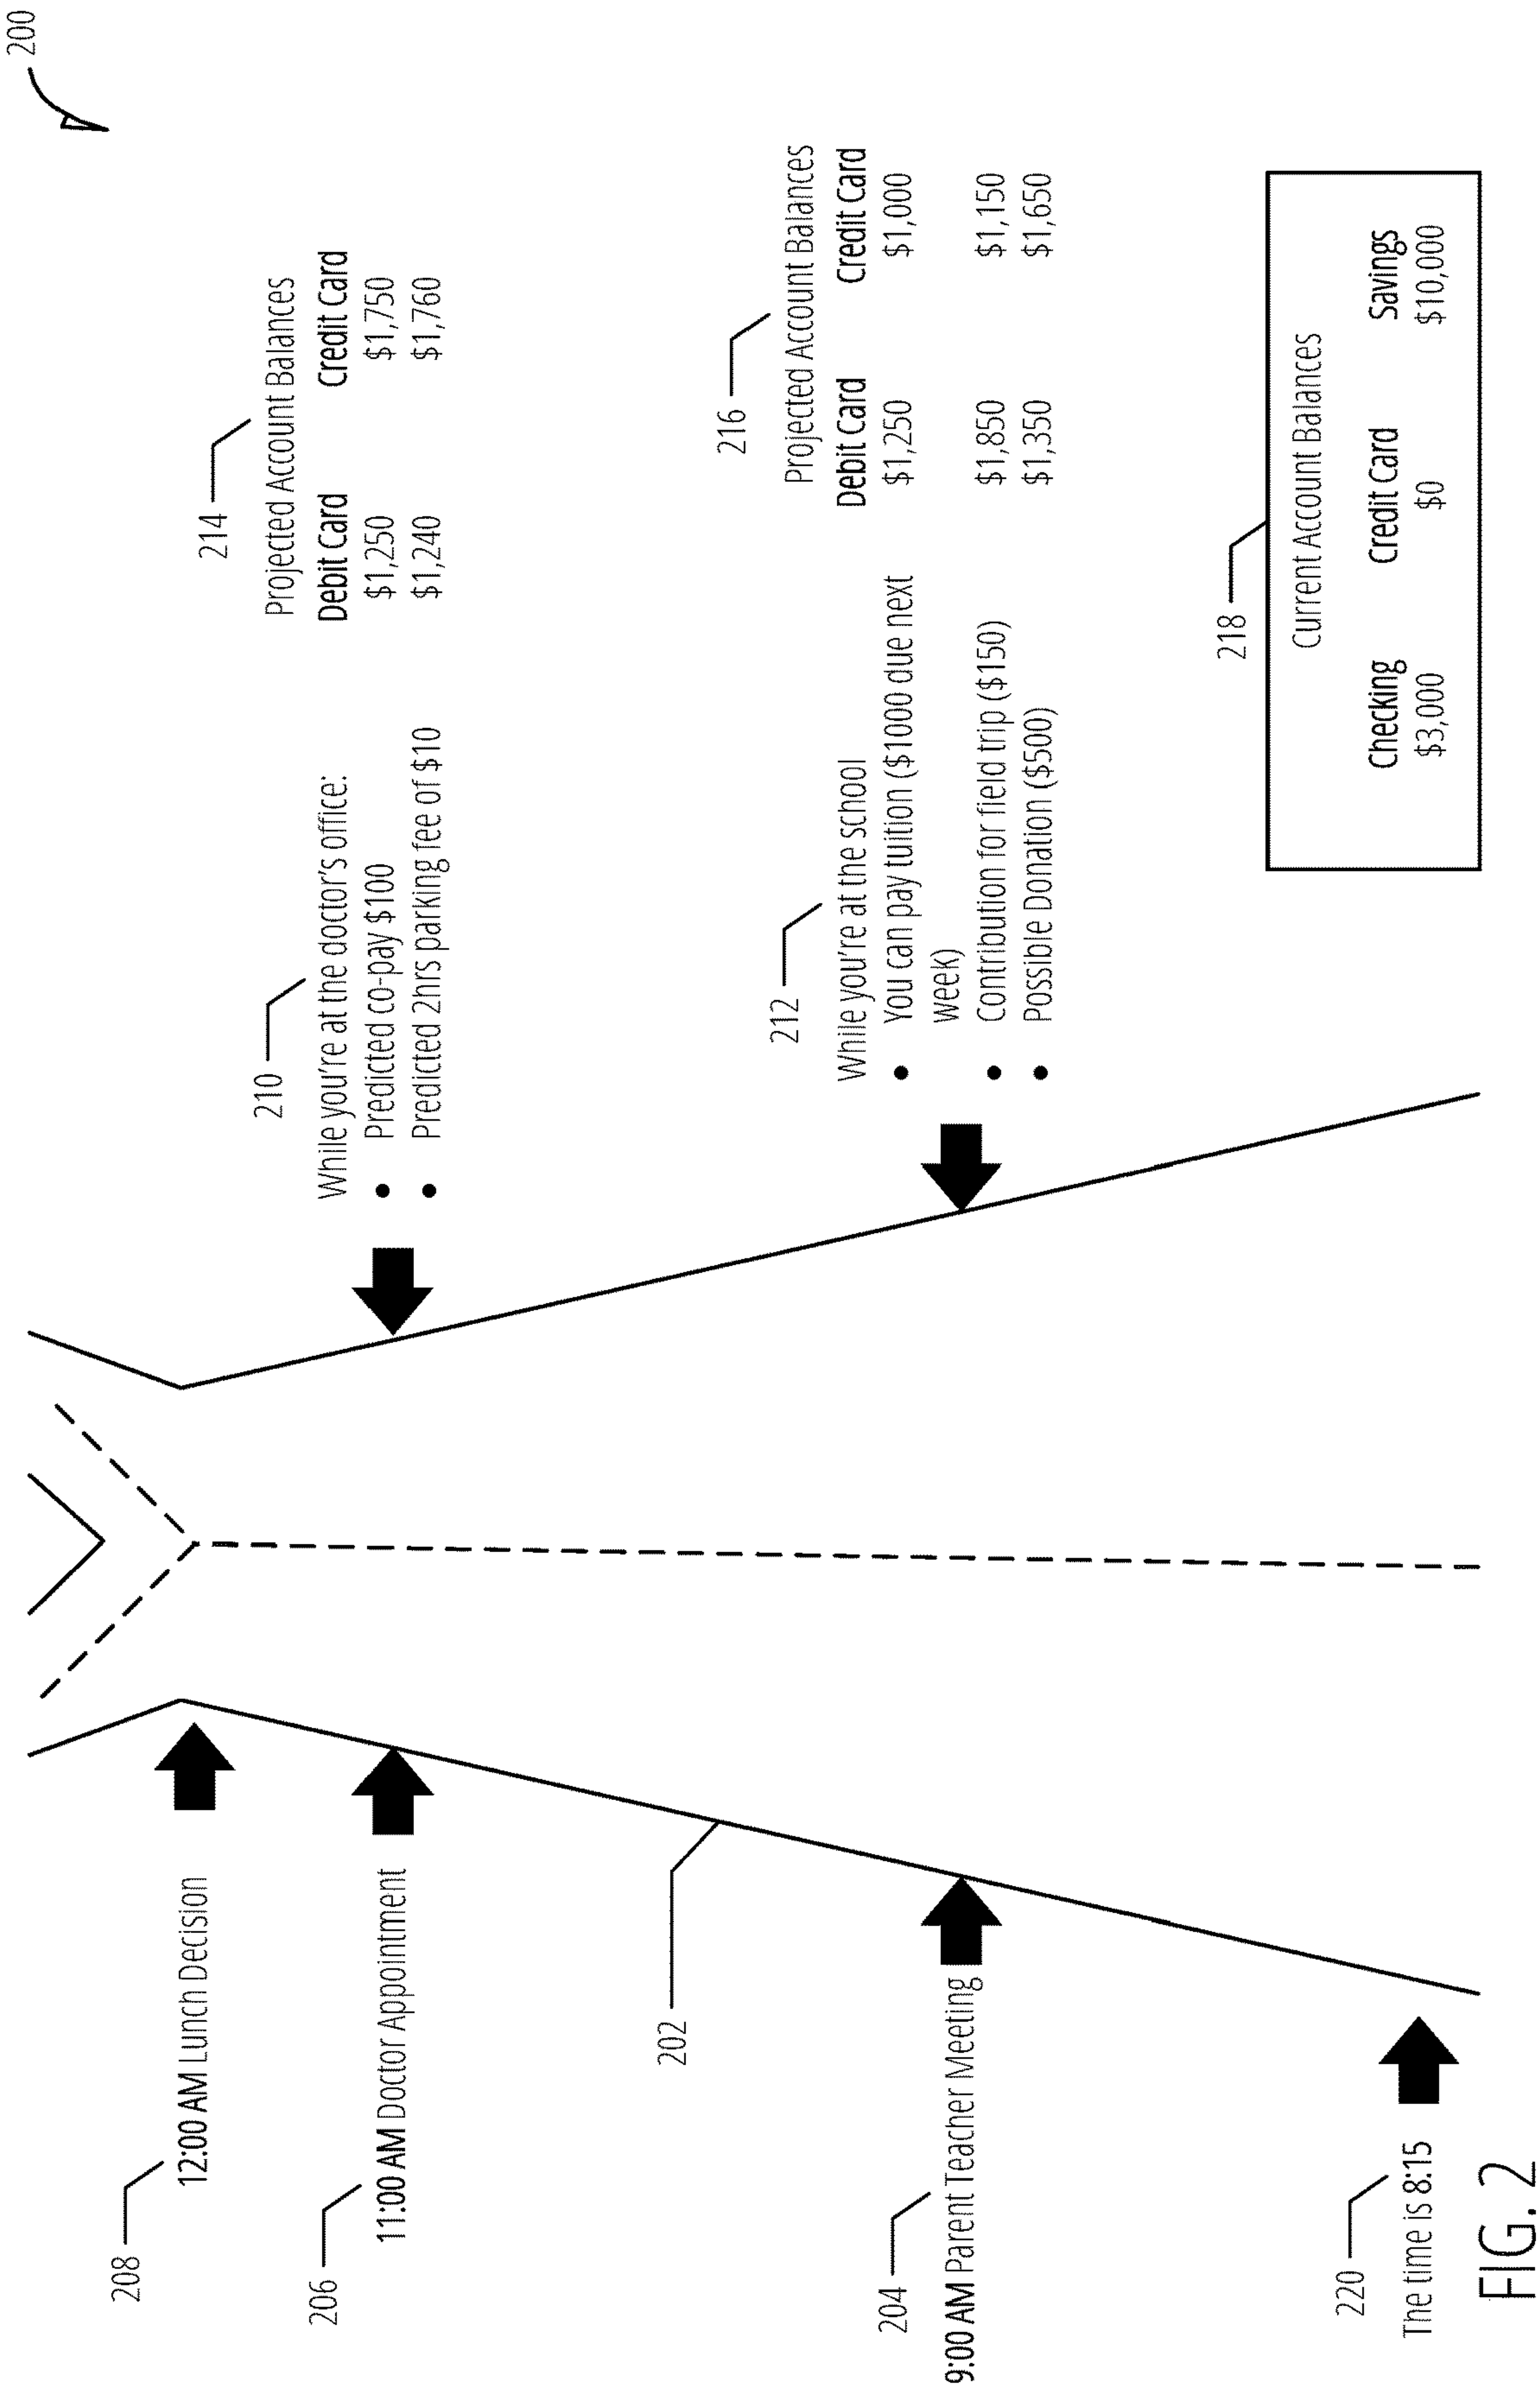 200
208
12:00 AM Lunch Decision
206
11:00 AM Doctor Appointment
202
204
9:00 AM Parent Teacher Meeting
220
The time is 8:15
210
While you're at the doctor's office:
• Predicted co-pay $100
• Predicted 2hrs parking fee of $10
214
Projected Account Balances
Debit Card Credit Card
$1,250 $1,750
$1,240 $1,760
212
While you're at the school
• You can pay tuition ($1000 due next
week)
• Contribution for field trip ($150)
• Possible Donation ($500)
216
Projected Account Balances
Debit Card Credit Card
$1,250 $1,000
$1,850 $1,150
$1,350 $1,650
218
Current Account Balances
Checking Credit Card Savings
$3,000 $0 $10,000
FIG. 2